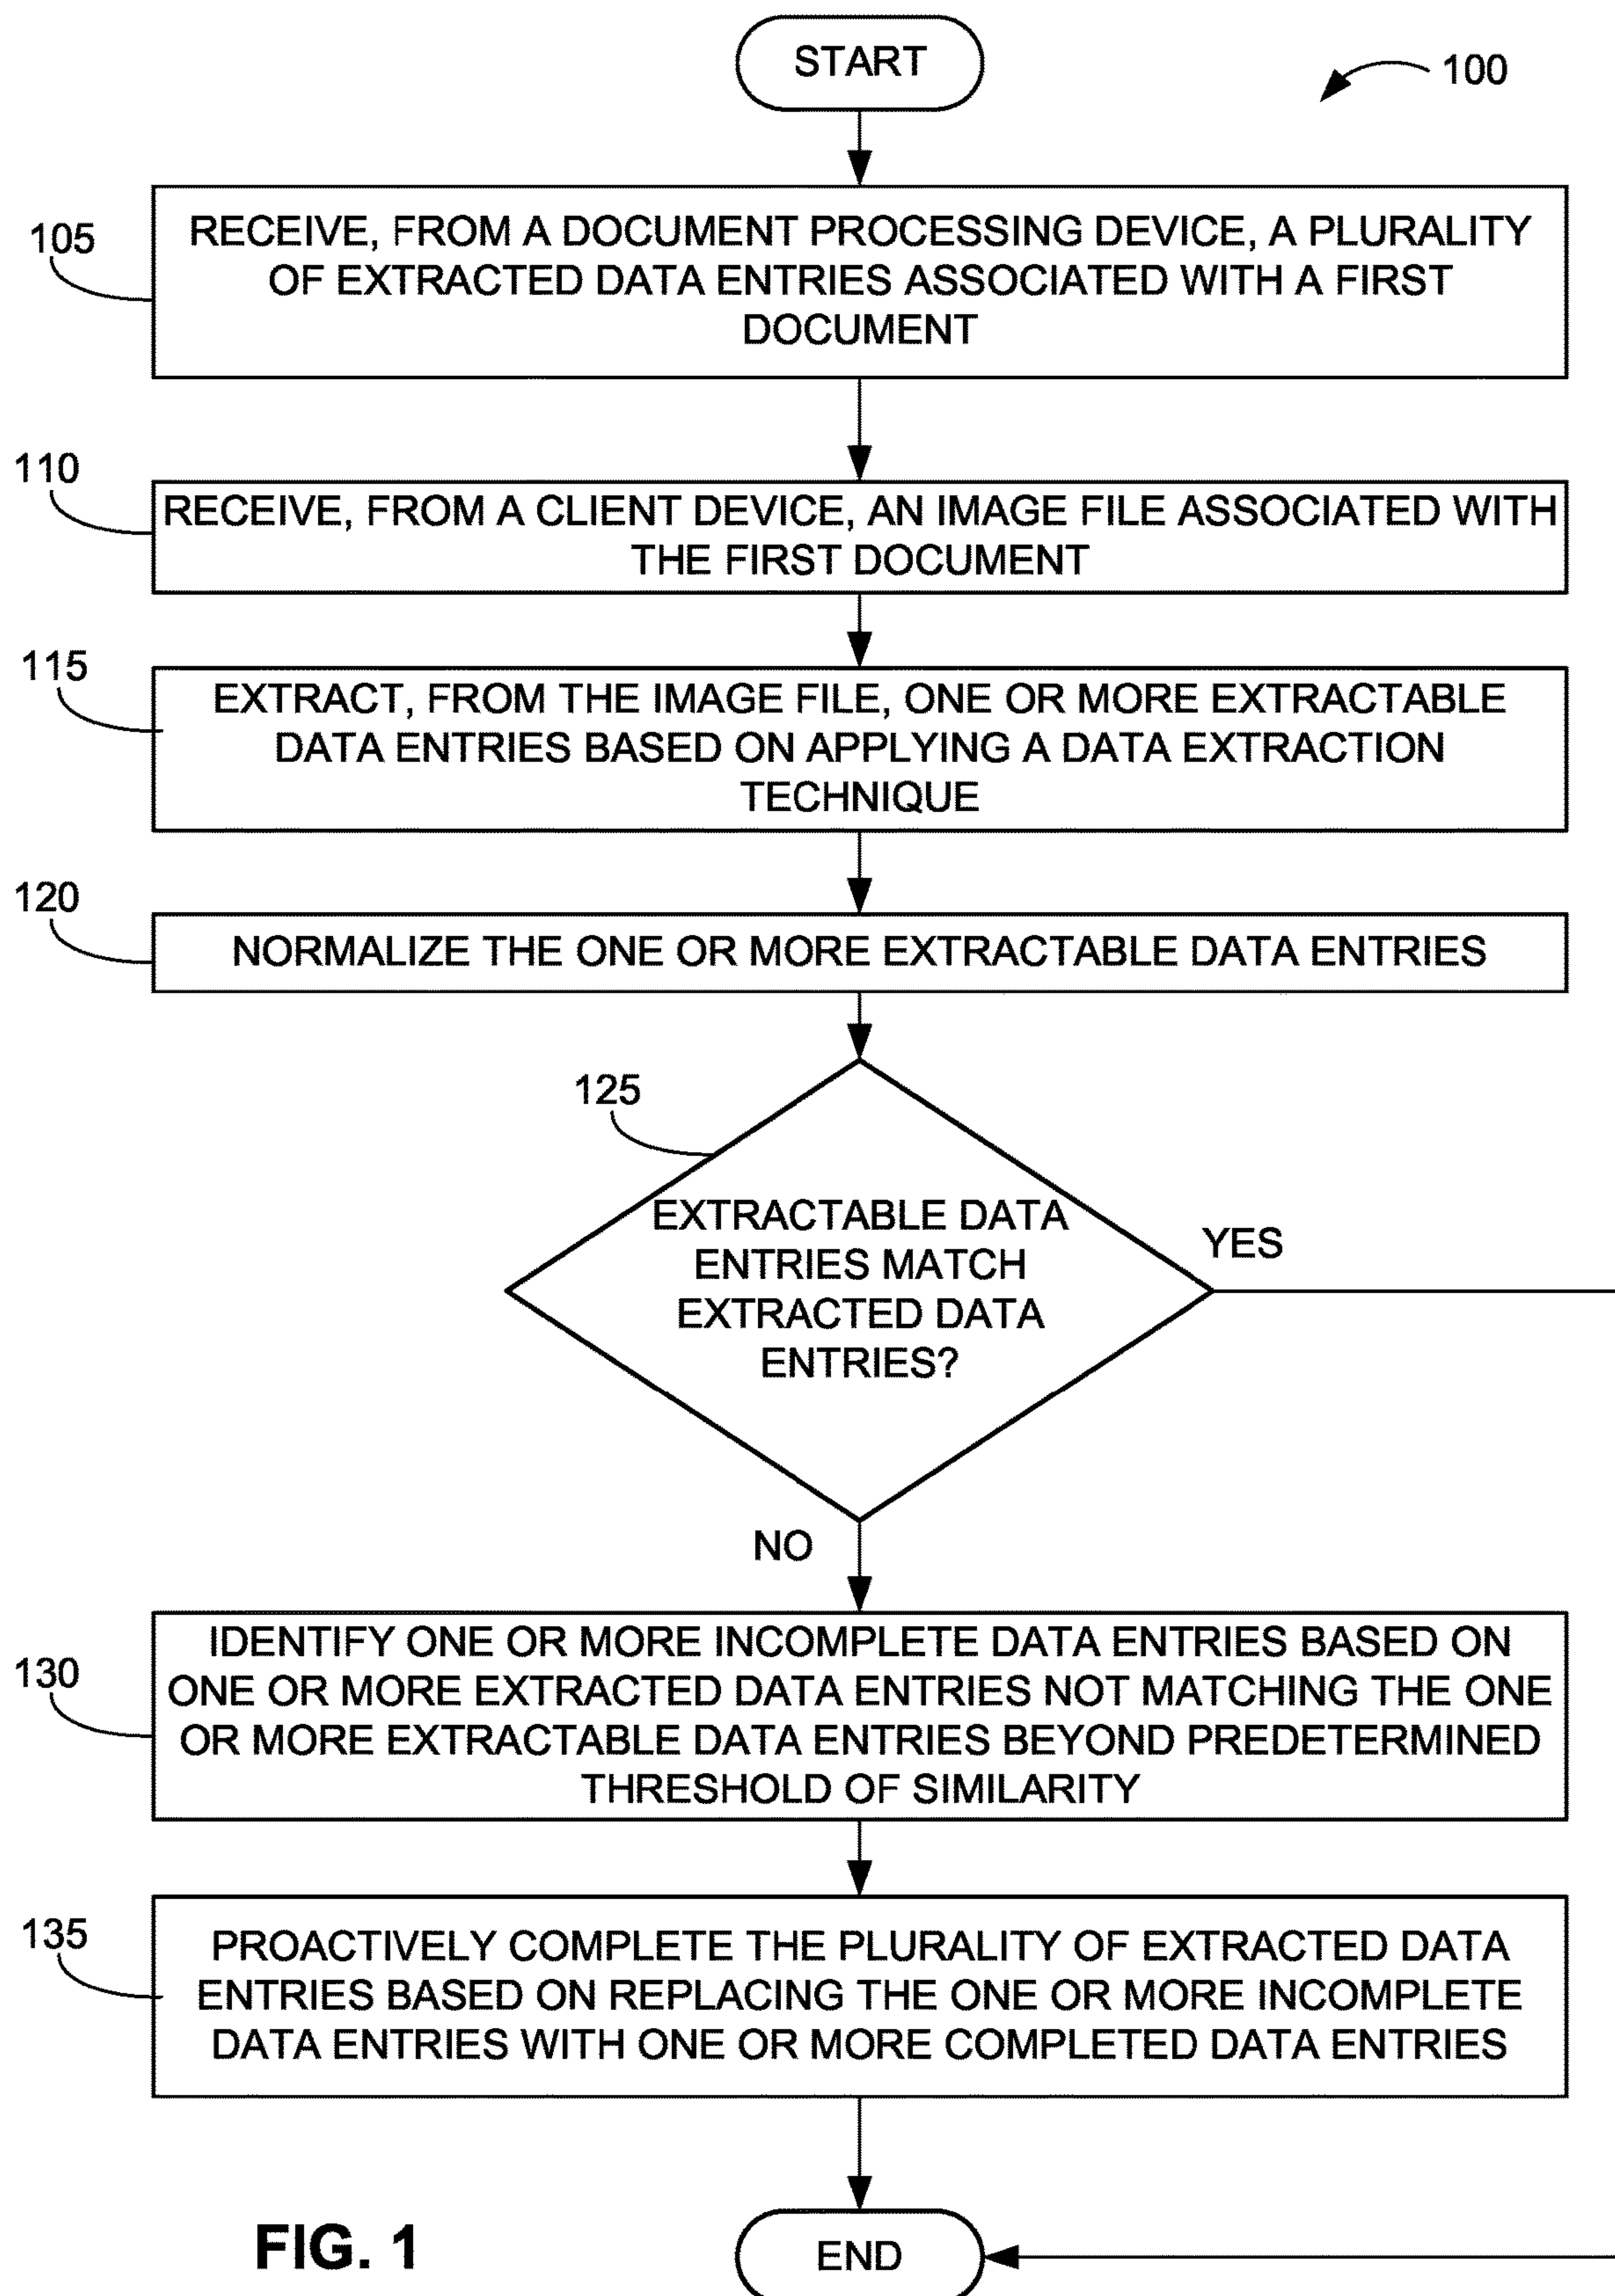 START
100
105
RECEIVE, FROM A DOCUMENT PROCESSING DEVICE, A PLURALITY
OF EXTRACTED DATA ENTRIES ASSOCIATED WITH A FIRST
DOCUMENT
110
RECEIVE, FROM A CLIENT DEVICE, AN IMAGE FILE ASSOCIATED WITH
THE FIRST DOCUMENT
115
EXTRACT, FROM THE IMAGE FILE, ONE OR MORE EXTRACTABLE
DATA ENTRIES BASED ON APPLYING A DATA EXTRACTION
TECHNIQUE
120
NORMALIZE THE ONE OR MORE EXTRACTABLE DATA ENTRIES
125
EXTRACTABLE DATA
ENTRIES MATCH
EXTRACTED DATA
ENTRIES?
YES
NO
130
IDENTIFY ONE OR MORE INCOMPLETE DATA ENTRIES BASED ON
ONE OR MORE EXTRACTED DATA ENTRIES NOT MATCHING THE ONE
OR MORE EXTRACTABLE DATA ENTRIES BEYOND PREDETERMINED
THRESHOLD OF SIMILARITY
135
PROACTIVELY COMPLETE THE PLURALITY OF EXTRACTED DATA
ENTRIES BASED ON REPLACING THE ONE OR MORE INCOMPLETE
DATA ENTRIES WITH ONE OR MORE COMPLETED DATA ENTRIES
FIG. 1
END